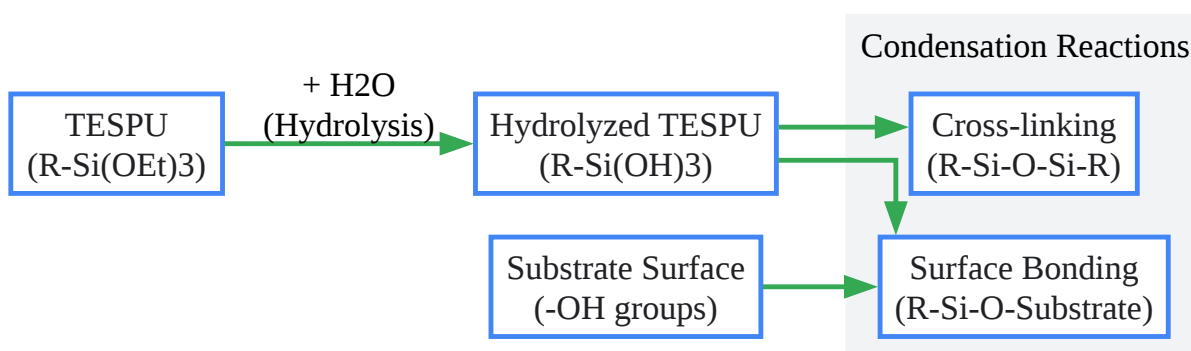 Condensation Reactions
TESPU
(R-Si(OEt)3)
+ H2O
(Hydrolysis)
Hydrolyzed TESPU
(R-Si(OH)3)
Cross-linking
(R-Si-O-Si-R)
Substrate Surface
(-OH groups)
Surface Bonding
(R-Si-O-Substrate)